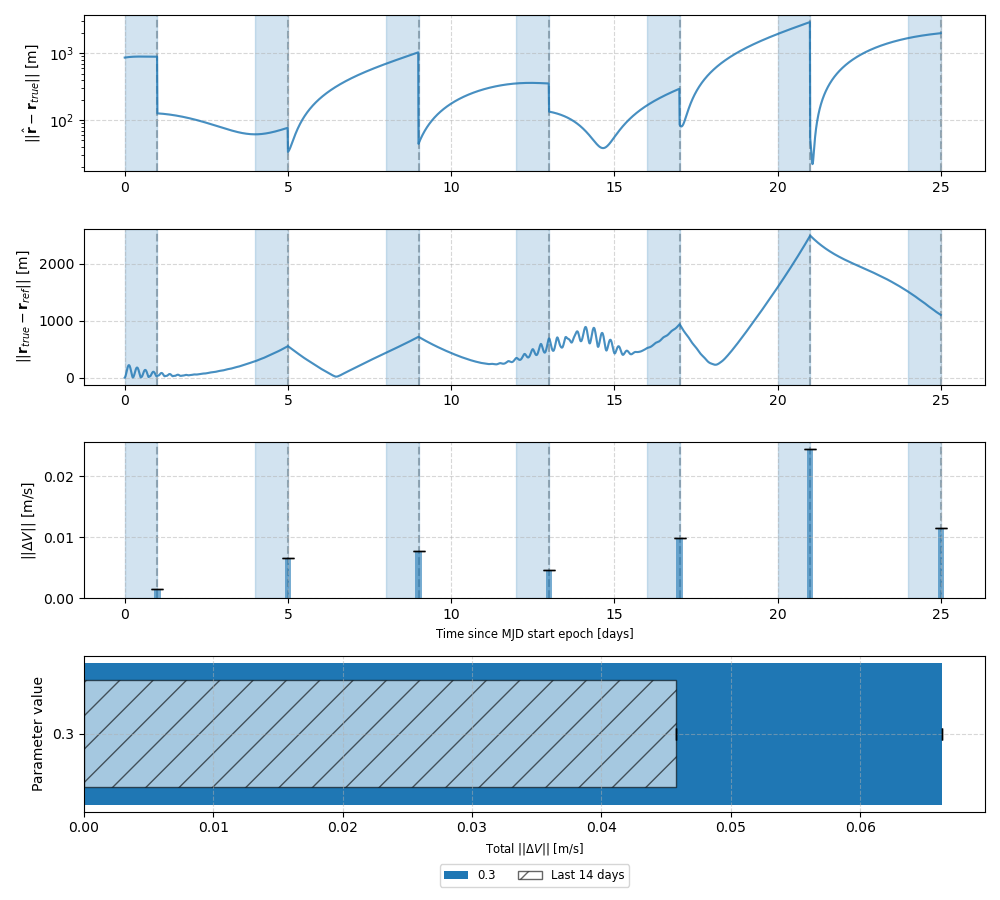 ||r̂ − r_true|| [m]
10³
10²
0 5 10 15 20 25
||r_true − r_ref|| [m]
2000
1000
0
0 5 10 15 20 25
||ΔV|| [m/s]
0.02
0.01
0.00
0 5 10 15 20 25
Time since MJD start epoch [days]
Parameter value
0.3
0.00 0.01 0.02 0.03 0.04 0.05 0.06
Total ||ΔV|| [m/s]
0.3 Last 14 days